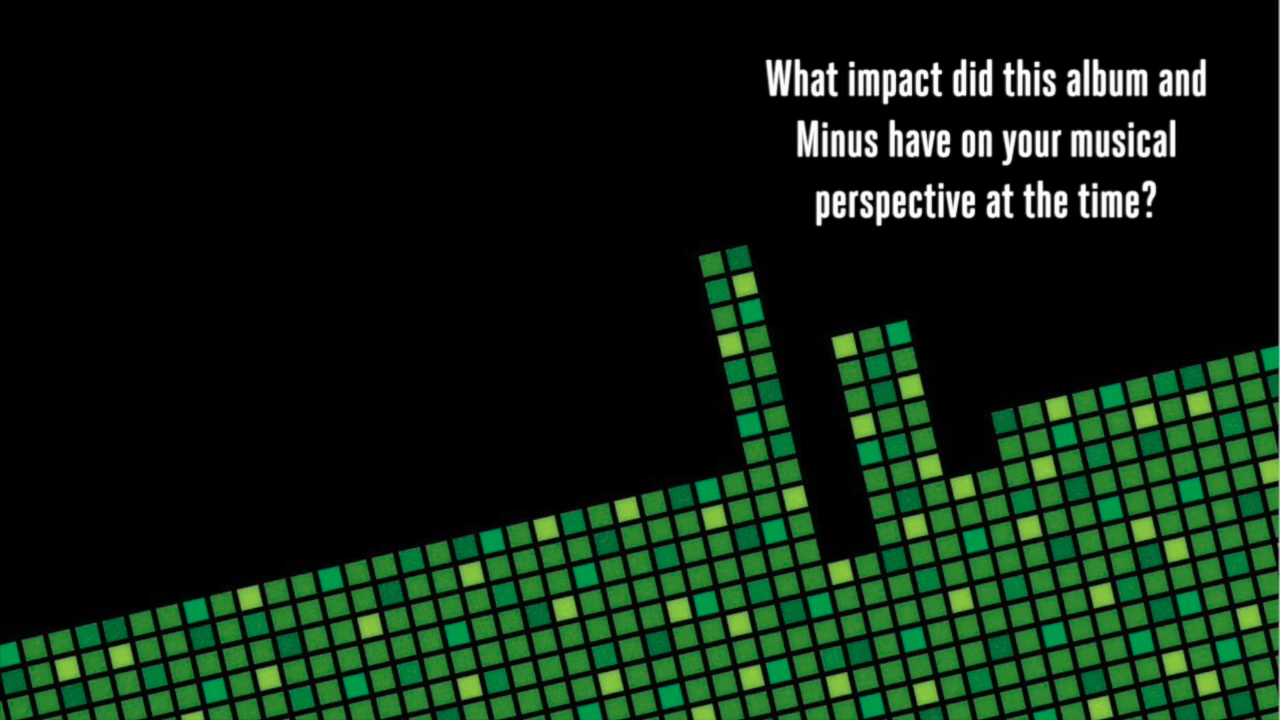 What impact did this album and
Minus have on your musical
perspective at the time?